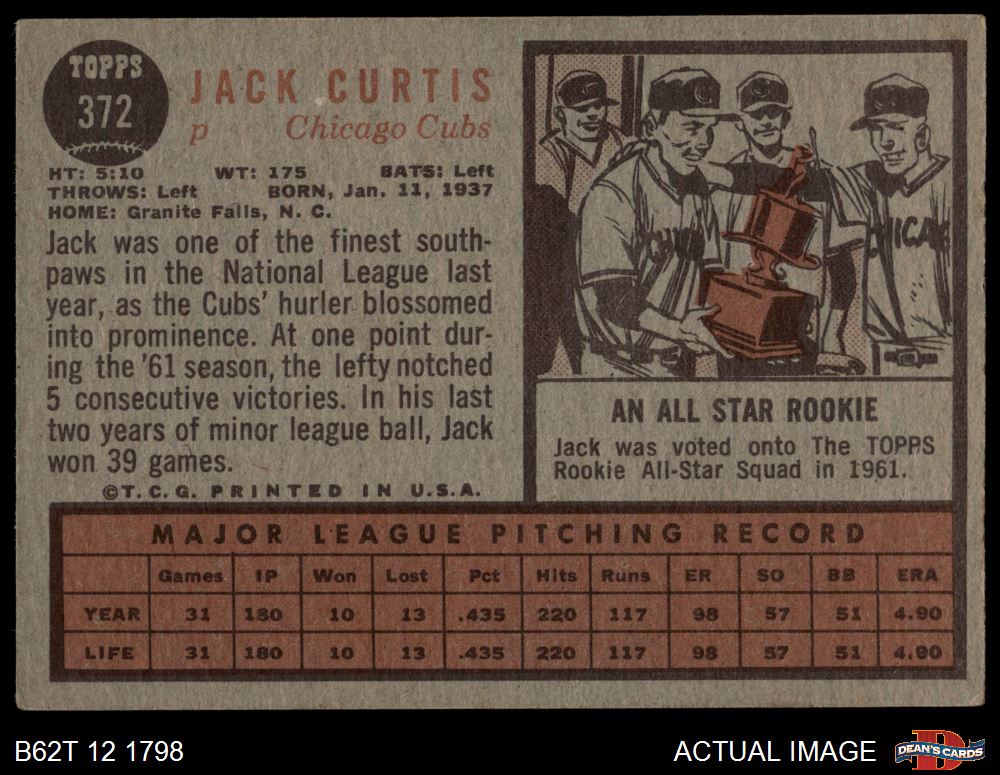 TOPPS
372
JACK CURTIS
p Chicago Cubs
HT: 5:10 WT: 175 BATS: Left
THROWS: Left BORN, Jan. 11, 1937
HOME: Granite Falls, N. C.
Jack was one of the finest south-
paws in the National League last
year, as the Cubs' hurler blossomed
into prominence. At one point dur-
ing the '61 season, the lefty notched
5 consecutive victories. In his last
two years of minor league ball, Jack
won 39 games.
©T. C. G. PRINTED IN U.S.A.
AN ALL STAR ROOKIE
Jack was voted onto The TOPPS
Rookie All-Star Squad in 1961.
MAJOR LEAGUE PITCHING RECORD
Games IP Won Lost Pct Hits Runs ER SO BB ERA
YEAR 31 180 10 13 .435 220 117 98 57 51 4.90
LIFE 31 180 10 13 .435 220 117 98 57 51 4.90
B62T 12 1798
ACTUAL IMAGE
DEAN'S CARDS